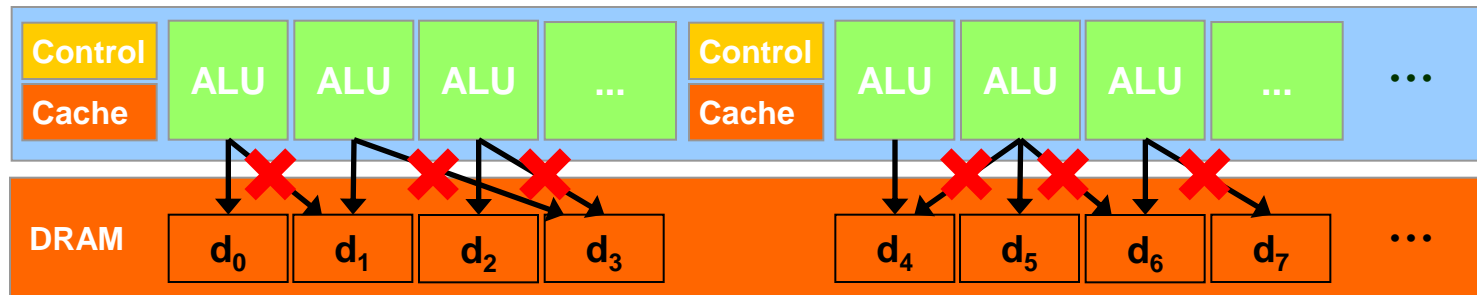 Control ALU ALU ALU ... Control ALU ALU ALU ... ...
Cache Cache
DRAM d0 d1 d2 d3 d4 d5 d6 d7 ...